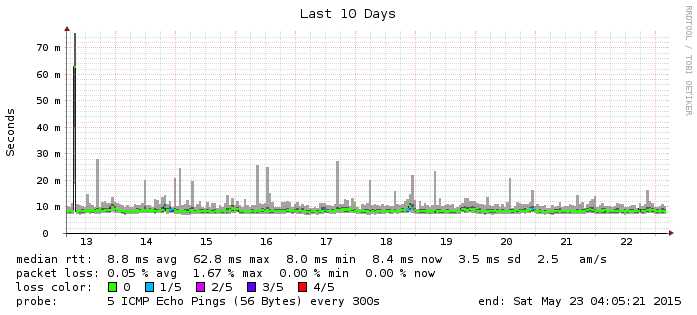 Last 10 Days
RRDTOOL / TOBI OETIKER
Seconds
70 m
60 m
50 m
40 m
30 m
20 m
10 m
0
13 14 15 16 17 18 19 20 21 22
median rtt: 8.8 ms avg 62.8 ms max 8.0 ms min 8.4 ms now 3.5 ms sd 2.5 am/s
packet loss: 0.05 % avg 1.67 % max 0.00 % min 0.00 % now
loss color: 0 1/5 2/5 3/5 4/5
probe: 5 ICMP Echo Pings (56 Bytes) every 300s end: Sat May 23 04:05:21 2015